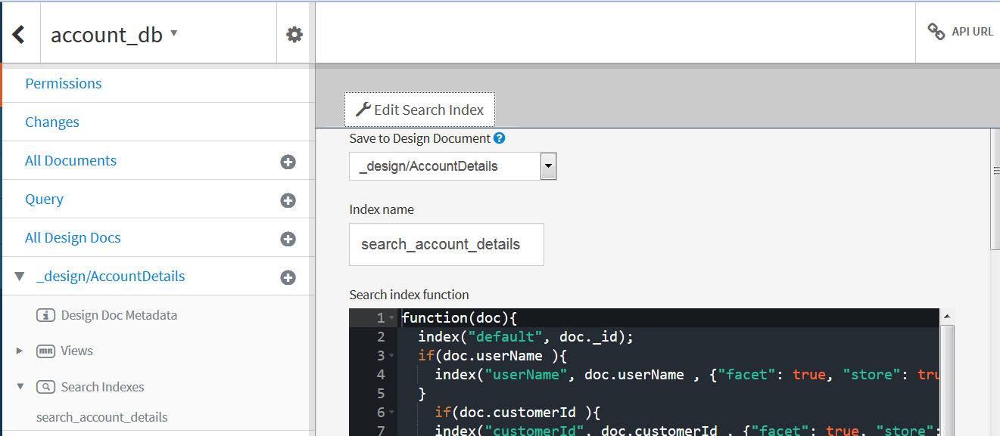 account_db
API URL
Permissions
Changes
All Documents
Query
All Design Docs
_design/AccountDetails
Design Doc Metadata
MR Views
Search Indexes
search_account_details
Edit Search Index
Save to Design Document ?
_design/AccountDetails
Index name
search_account_details
Search index function
1 function(doc){
2 index("default", doc._id);
3 if(doc.userName ){
4 index("userName", doc.userName , {"facet": true, "store": tru
5 }
6 if(doc.customerId ){
7 index("customerId", doc.customerId , {"facet": true, "store":